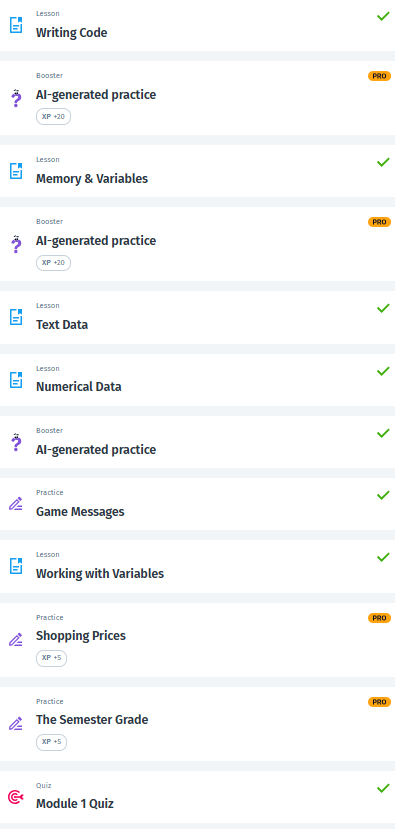 Lesson
Writing Code
Booster
PRO
AI-generated practice
XP +20
Lesson
Memory & Variables
Booster
PRO
AI-generated practice
XP +20
Lesson
Text Data
Lesson
Numerical Data
Booster
AI-generated practice
Practice
Game Messages
Lesson
Working with Variables
Practice
PRO
Shopping Prices
XP +5
Practice
PRO
The Semester Grade
XP +5
Quiz
Module 1 Quiz